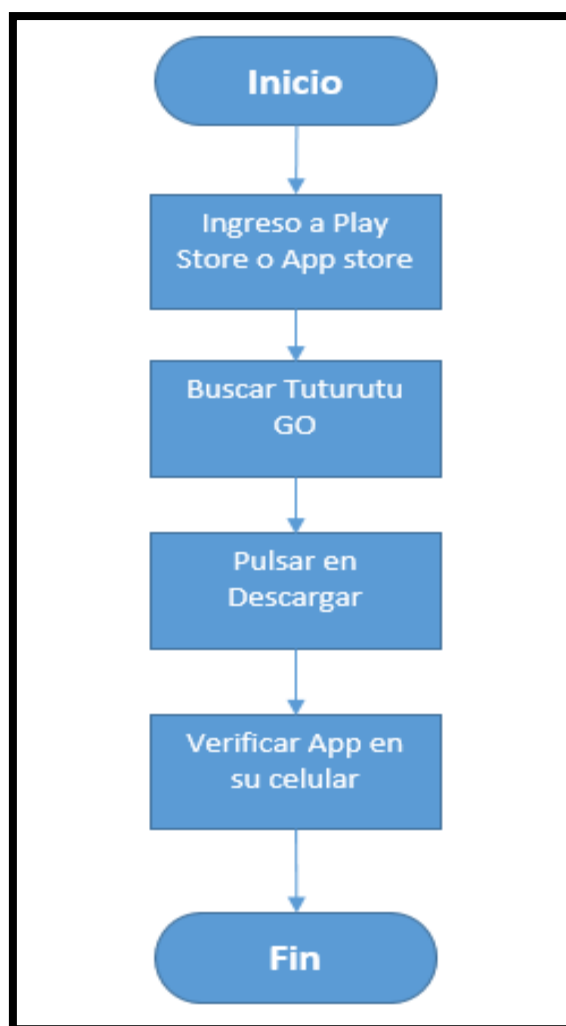 Inicio
Ingreso a Play
Store o App store
Buscar Tuturutu
GO
Pulsar en
Descargar
Verificar App en
su celular
Fin